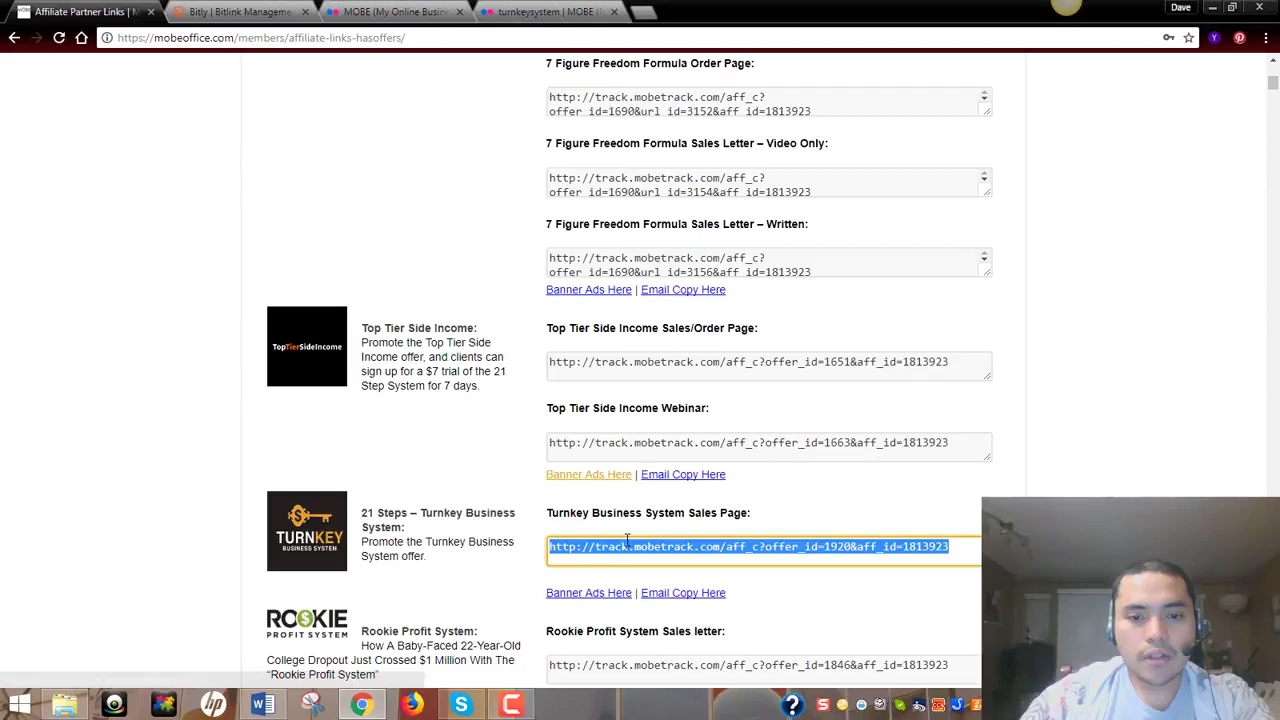 Affiliate Partner Links | M
Bitly | Bitlink Manageme
MOBE (My Online Busine
turnkeysystem | MOBE (
Dave
https://mobeoffice.com/members/affiliate-links-hasoffers/
7 Figure Freedom Formula Order Page:
http://track.mobetrack.com/aff_c?
offer_id=1690&url_id=3152&aff_id=1813923
7 Figure Freedom Formula Sales Letter – Video Only:
http://track.mobetrack.com/aff_c?
offer_id=1690&url_id=3154&aff_id=1813923
7 Figure Freedom Formula Sales Letter – Written:
http://track.mobetrack.com/aff_c?
offer_id=1690&url_id=3156&aff_id=1813923
Banner Ads Here | Email Copy Here
TopTierSideIncome
Top Tier Side Income:
Promote the Top Tier Side
Income offer, and clients can
sign up for a $7 trial of the 21
Step System for 7 days.
Top Tier Side Income Sales/Order Page:
http://track.mobetrack.com/aff_c?offer_id=1651&aff_id=1813923
Top Tier Side Income Webinar:
http://track.mobetrack.com/aff_c?offer_id=1663&aff_id=1813923
Banner Ads Here | Email Copy Here
TURNKEY
BUSINESS SYSTEM
21 Steps – Turnkey Business
System:
Promote the Turnkey Business
System offer.
Turnkey Business System Sales Page:
http://track.mobetrack.com/aff_c?offer_id=1920&aff_id=1813923
Banner Ads Here | Email Copy Here
ROOKIE
PROFIT SYSTEM
Rookie Profit System:
How A Baby-Faced 22-Year-Old
College Dropout Just Crossed $1 Million With The
"Rookie Profit System"
Rookie Profit System Sales letter:
http://track.mobetrack.com/aff_c?offer_id=1846&aff_id=1813923